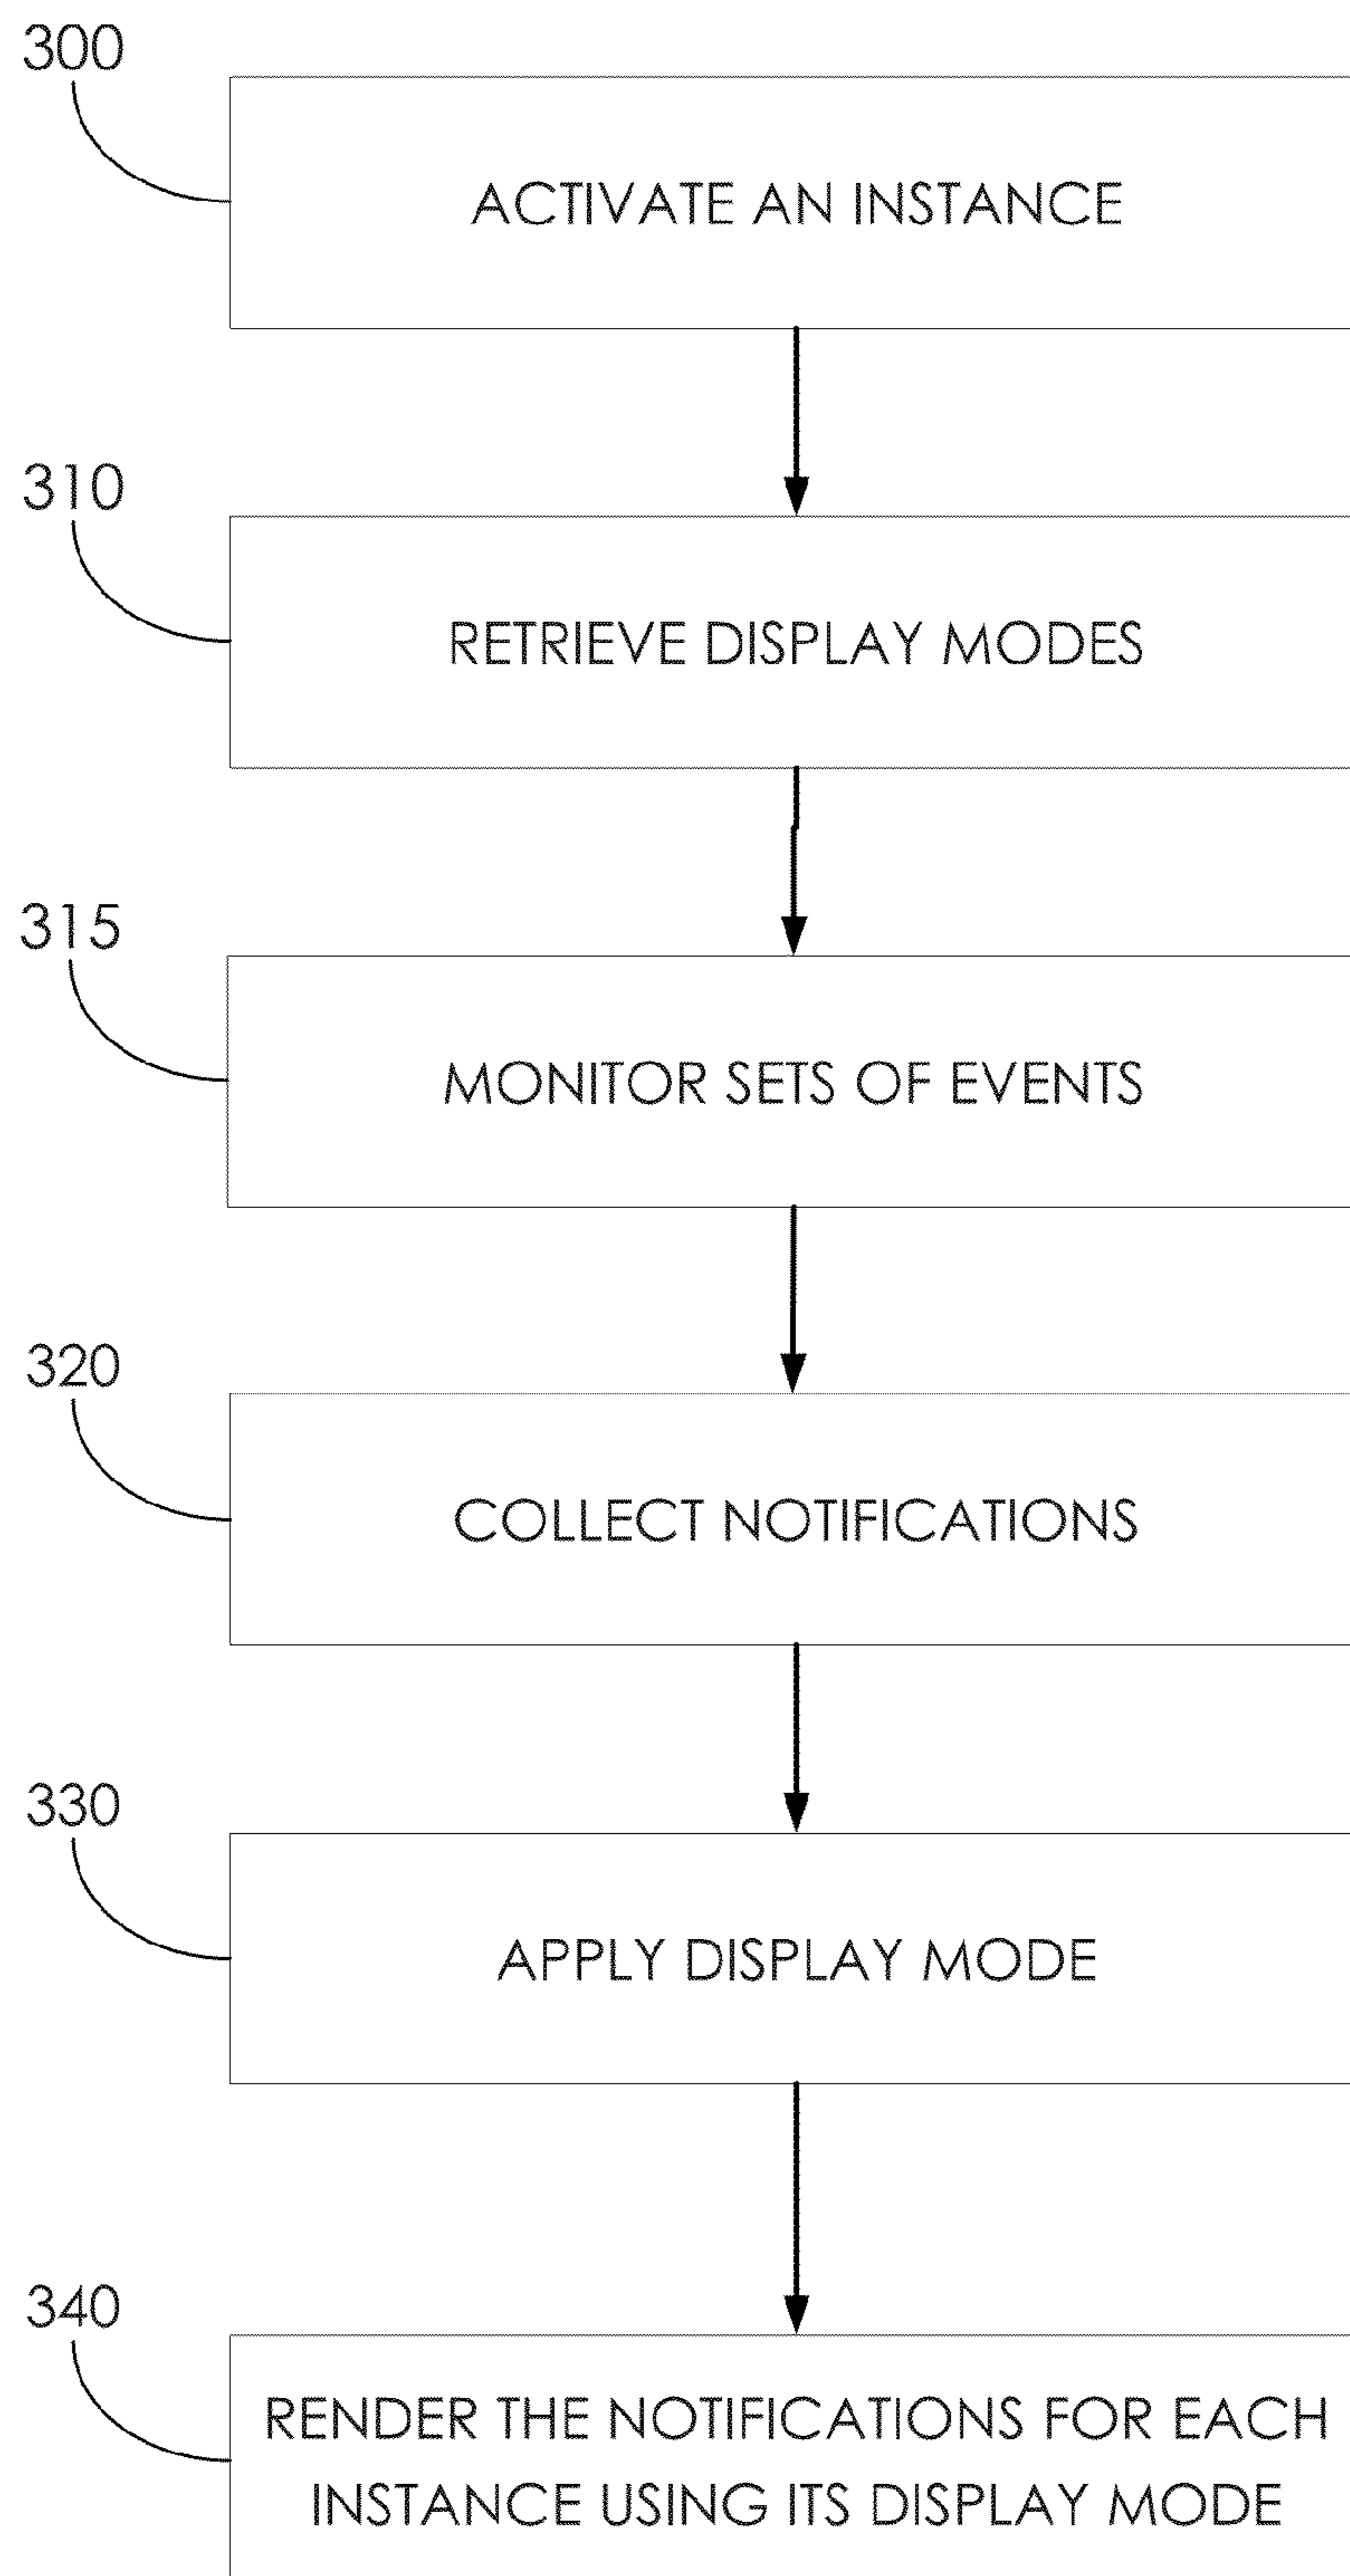 300
ACTIVATE AN INSTANCE
310
RETRIEVE DISPLAY MODES
315
MONITOR SETS OF EVENTS
320
COLLECT NOTIFICATIONS
330
APPLY DISPLAY MODE
340
RENDER THE NOTIFICATIONS FOR EACH
INSTANCE USING ITS DISPLAY MODE